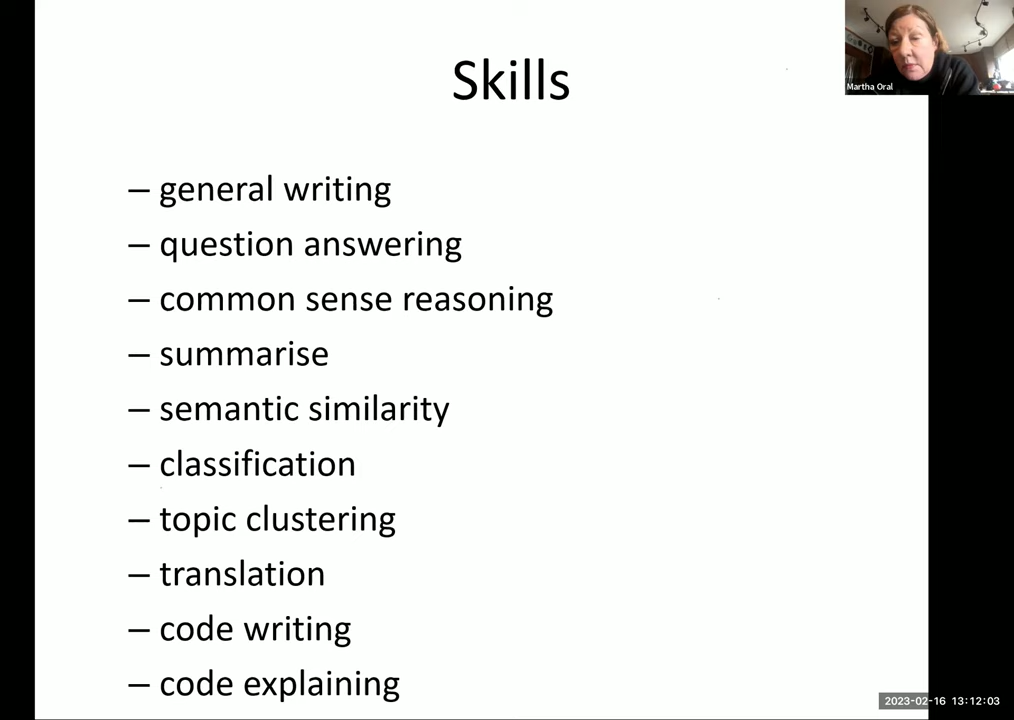 Skills
Martha Oral
– general writing
– question answering
– common sense reasoning
– summarise
– semantic similarity
– classification
– topic clustering
– translation
– code writing
– code explaining
2023-02-16 13:12:03